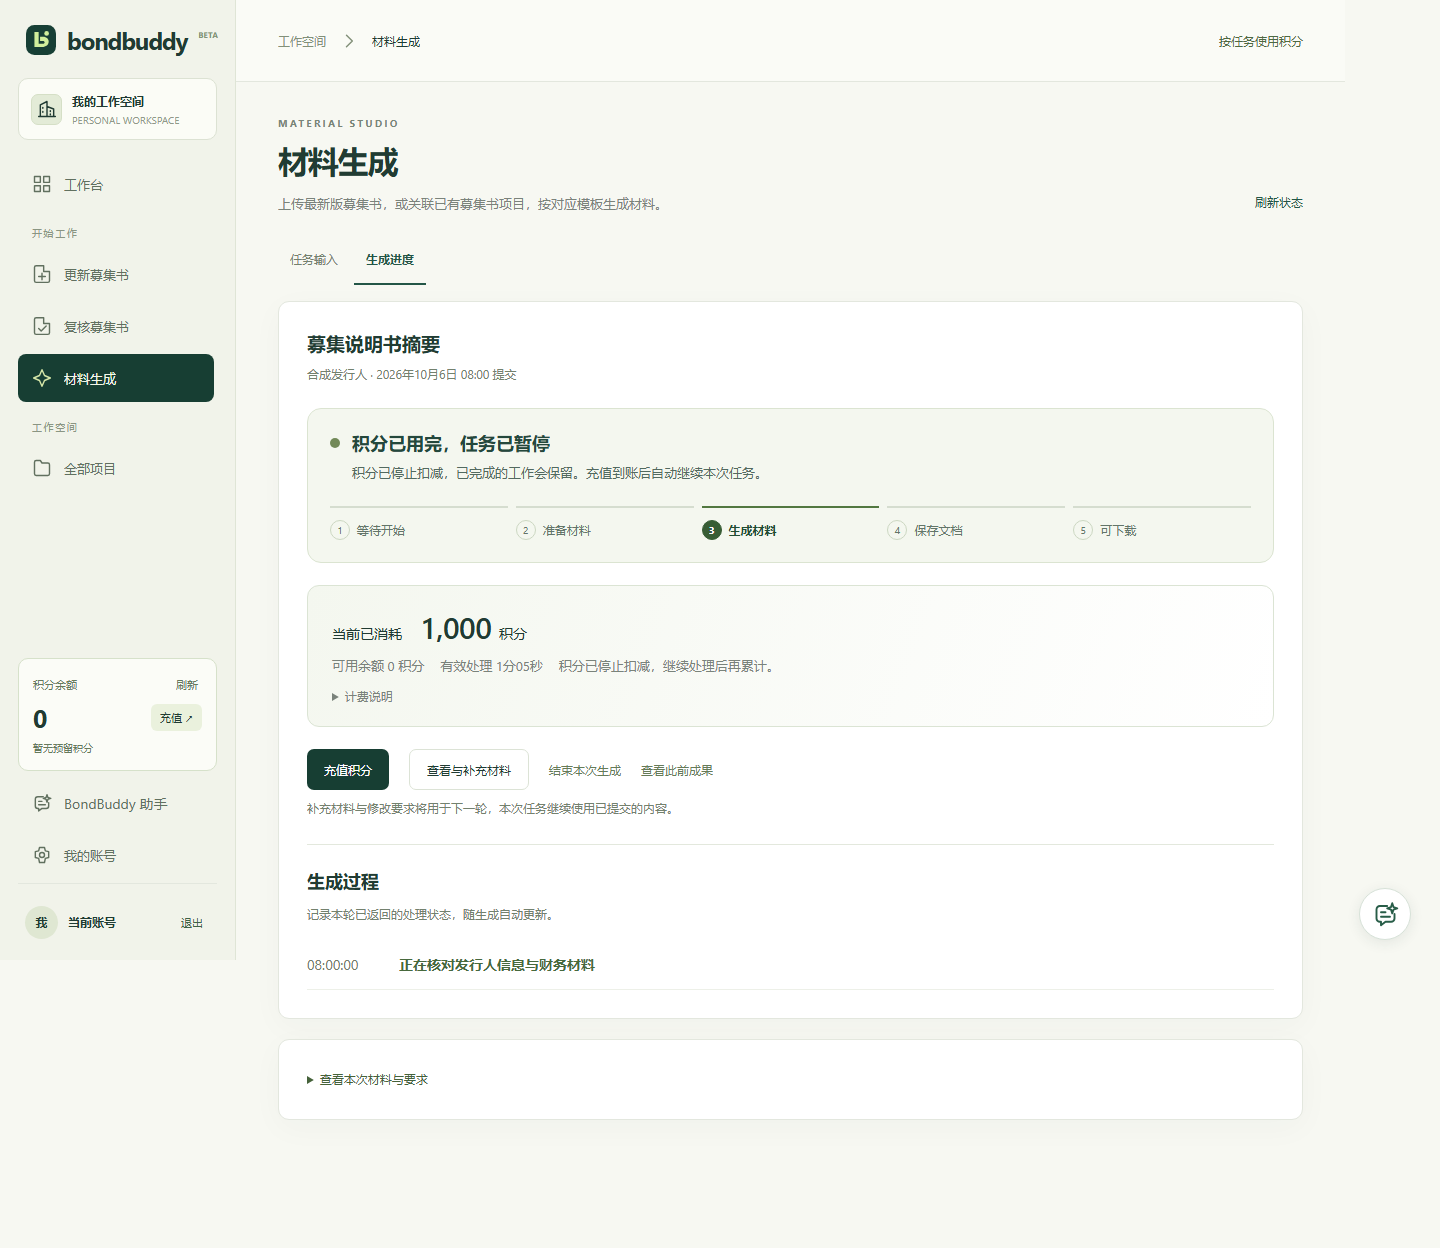 bondbuddy BETA
我的工作空间
PERSONAL WORKSPACE
工作台
开始工作
更新募集书
复核募集书
材料生成
工作空间
全部项目
积分余额 刷新
0 充值 ↗
暂无预留积分
BondBuddy 助手
我的账号
我 当前账号 退出
工作空间 材料生成 按任务使用积分
MATERIAL STUDIO
材料生成
上传最新版募集书，或关联已有募集书项目，按对应模板生成材料。 刷新状态
任务输入 生成进度
募集说明书摘要
合成发行人 · 2026年10月6日 08:00 提交
积分已用完，任务已暂停
积分已停止扣减，已完成的工作会保留。充值到账后自动继续本次任务。
1 等待开始 2 准备材料 3 生成材料 4 保存文档 5 可下载
当前已消耗 1,000 积分
可用余额 0 积分 有效处理 1分05秒 积分已停止扣减，继续处理后再累计。
计费说明
充值积分 查看与补充材料 结束本次生成 查看此前成果
补充材料与修改要求将用于下一轮，本次任务继续使用已提交的内容。
生成过程
记录本轮已返回的处理状态，随生成自动更新。
08:00:00 正在核对发行人信息与财务材料
查看本次材料与要求